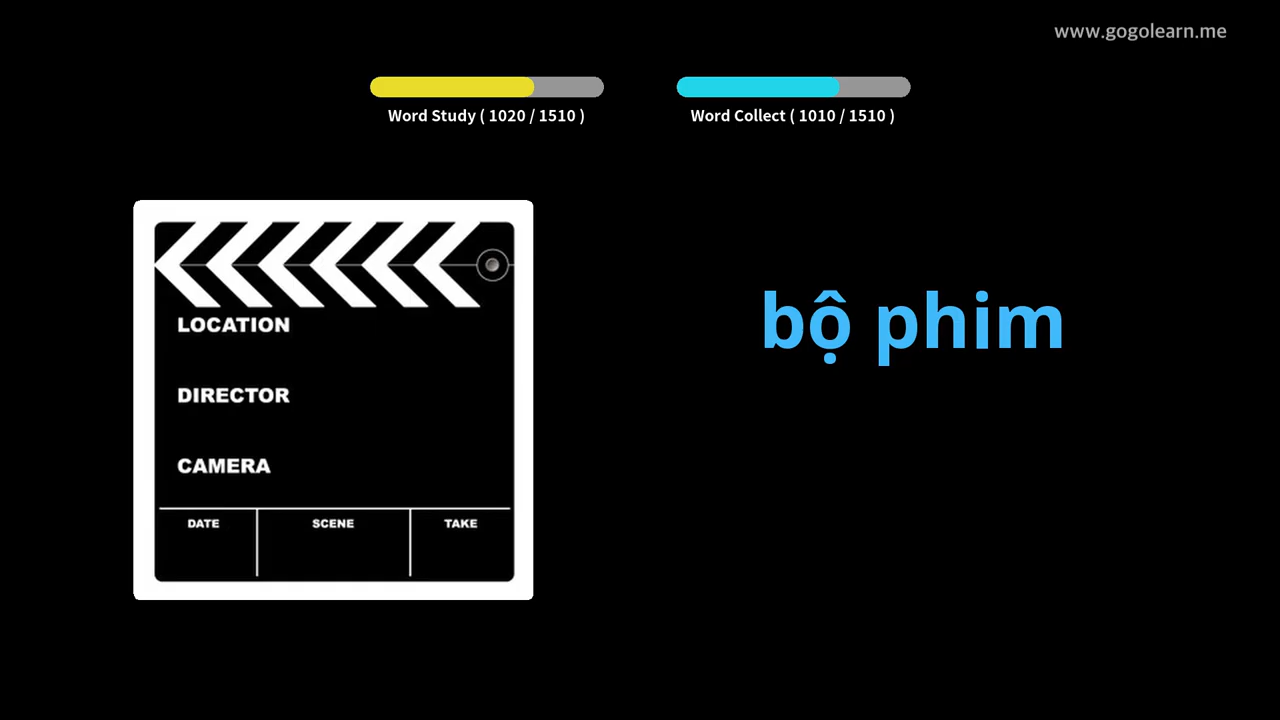 www.gogolearn.me
Word Study ( 1020 / 1510 )
Word Collect ( 1010 / 1510 )
LOCATION
DIRECTOR
CAMERA
DATE
SCENE
TAKE
bộ phim